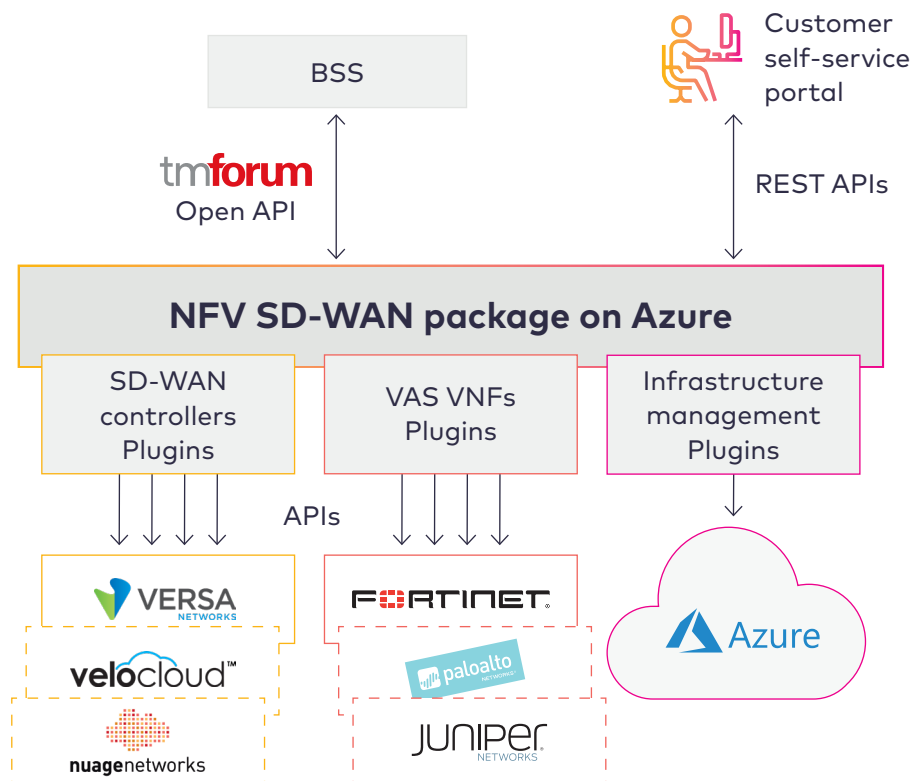 BSS
Customer
self-service
portal
tmforum
Open API
REST APIs
NFV SD-WAN package on Azure
SD-WAN
controllers
Plugins
VAS VNFs
Plugins
Infrastructure
management
Plugins
APIs
VERSA
NETWORKS
FORTINET®
Azure
velocloud™
paloalto
NETWORKS
nuagenetworks
JUNIPER
NETWORKS